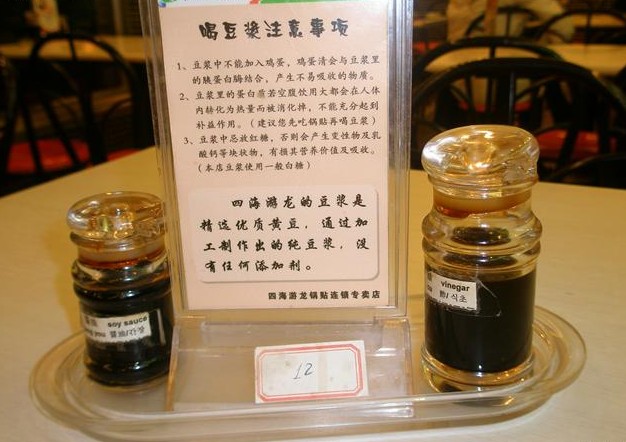 喝豆浆注意事项
1、豆浆中不能加入鸡蛋，鸡蛋清会与豆浆里
的胰蛋白酶结合，产生不易吸收的物质。
2、豆浆里的蛋白质若空腹饮用大都会在人体
内转化为热量而被消化掉，不能充分起到
补益作用。（建议您先吃锅贴再喝豆浆）
3、豆浆中忌放红糖，否则会产生变性物及乳
酸钙等块状物，有损其营养价值及吸收。
（本店豆浆使用一般白糖）
四海游龙的豆浆是
精选优质黄豆，通过加
工制作出的纯豆浆，没
有任何添加剂。
四海游龙锅贴连锁专卖店
soy sauce
vinegar
醋/식초
12